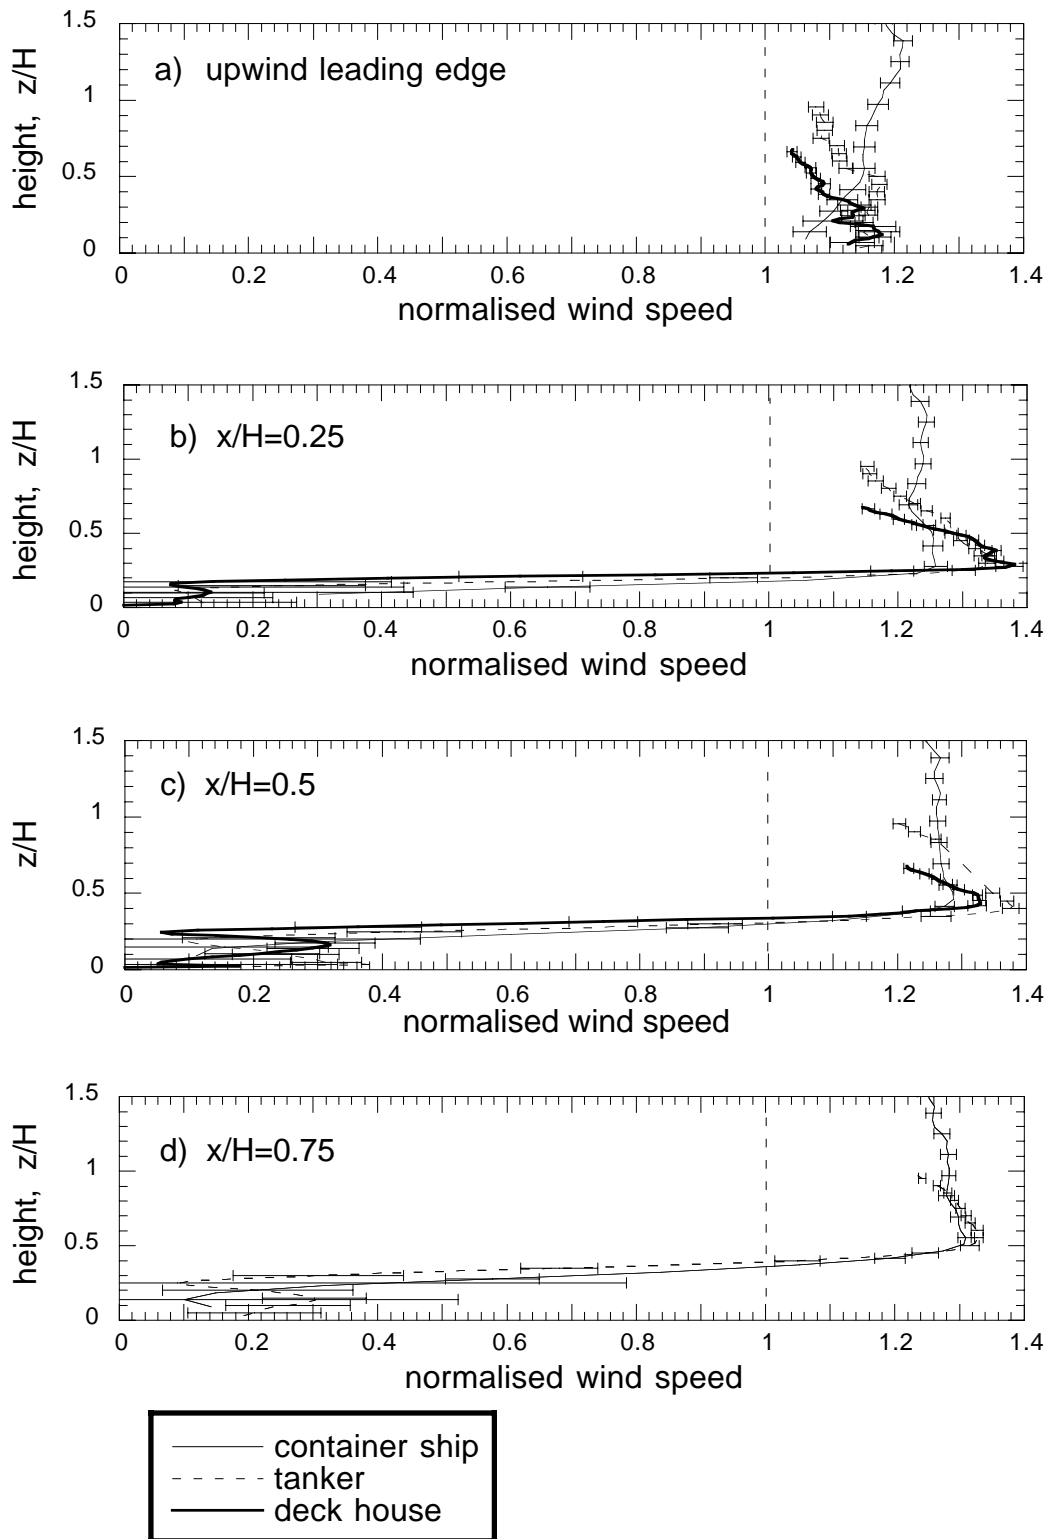 1.5
a) upwind leading edge
1
0.5
0
height, z/H
0 0.2 0.4 0.6 0.8 1 1.2 1.4
normalised wind speed
1.5
b) x/H=0.25
1
0.5
0
height, z/H
0 0.2 0.4 0.6 0.8 1 1.2 1.4
normalised wind speed
1.5
c) x/H=0.5
1
0.5
0
z/H
0 0.2 0.4 0.6 0.8 1 1.2 1.4
normalised wind speed
1.5
d) x/H=0.75
1
0.5
0
height, z/H
0 0.2 0.4 0.6 0.8 1 1.2 1.4
normalised wind speed
container ship
tanker
deck house